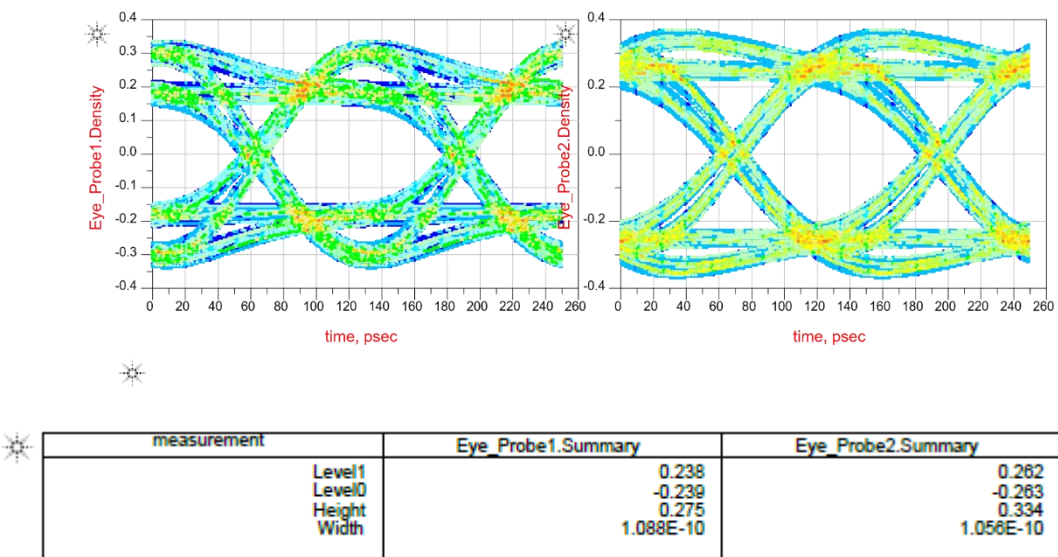 0.4
0.3
0.2
0.1
0.0
-0.1
-0.2
-0.3
-0.4
Eye_Probe1.Density
0 20 40 60 80 100 120 140 160 180 200 220 240 260
time, psec
0.4
0.2
0.0
-0.2
-0.4
Eye_Probe2.Density
0 20 40 60 80 100 120 140 160 180 200 220 240 260
time, psec
measurement Eye_Probe1.Summary Eye_Probe2.Summary
Level1 0.238 0.262
Level0 -0.239 -0.263
Height 0.275 0.334
Width 1.088E-10 1.056E-10